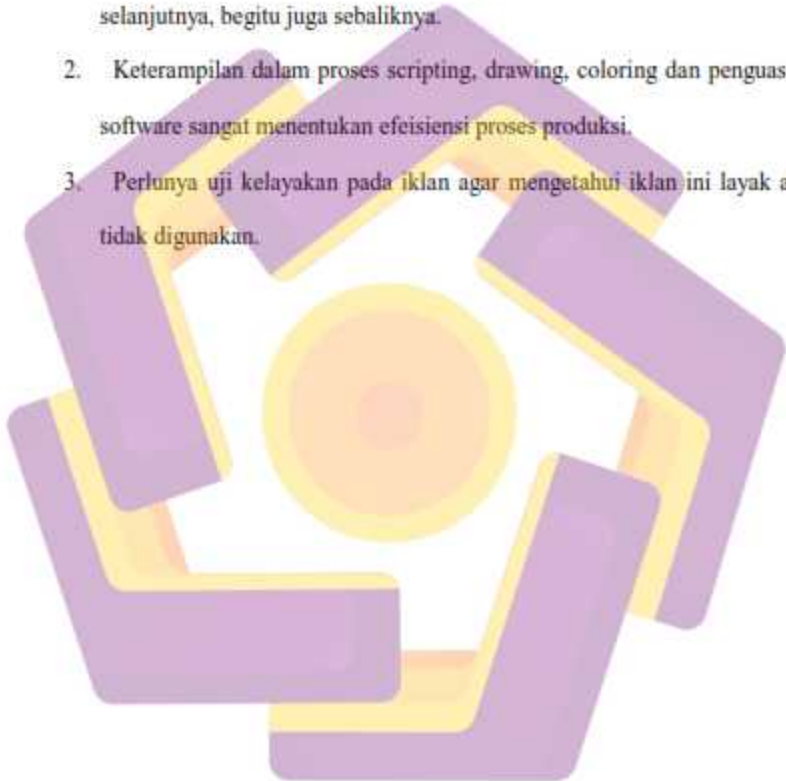 selanjutnya, begitu juga sebaliknya.
2. Keterampilan dalam proses scripting, drawing, coloring dan penguas
software sangat menentukan efeisiensi proses produksi.
3. Perlunya uji kelayakan pada iklan agar mengetahui iklan ini layak a
tidak digunakan.